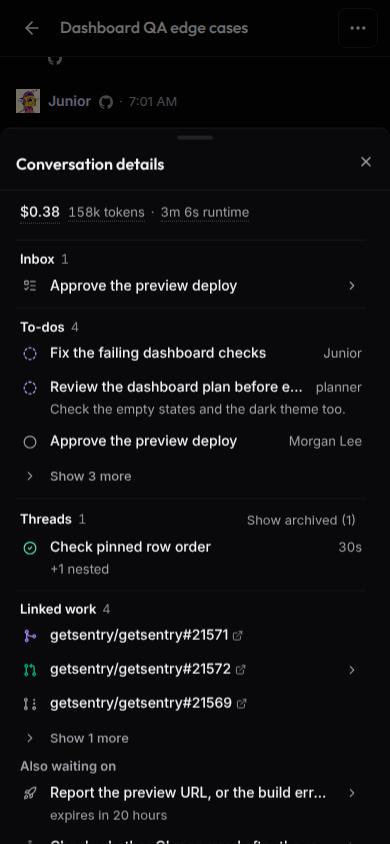 Dashboard QA edge cases
Junior · 7:01 AM
Conversation details
$0.38 158k tokens · 3m 6s runtime
Inbox 1
Approve the preview deploy
To-dos 4
Fix the failing dashboard checks Junior
Review the dashboard plan before e... planner
Check the empty states and the dark theme too.
Approve the preview deploy Morgan Lee
Show 3 more
Threads 1 Show archived (1)
Check pinned row order 30s
+1 nested
Linked work 4
getsentry/getsentry#21571
getsentry/getsentry#21572
getsentry/getsentry#21569
Show 1 more
Also waiting on
Report the preview URL, or the build err...
expires in 20 hours